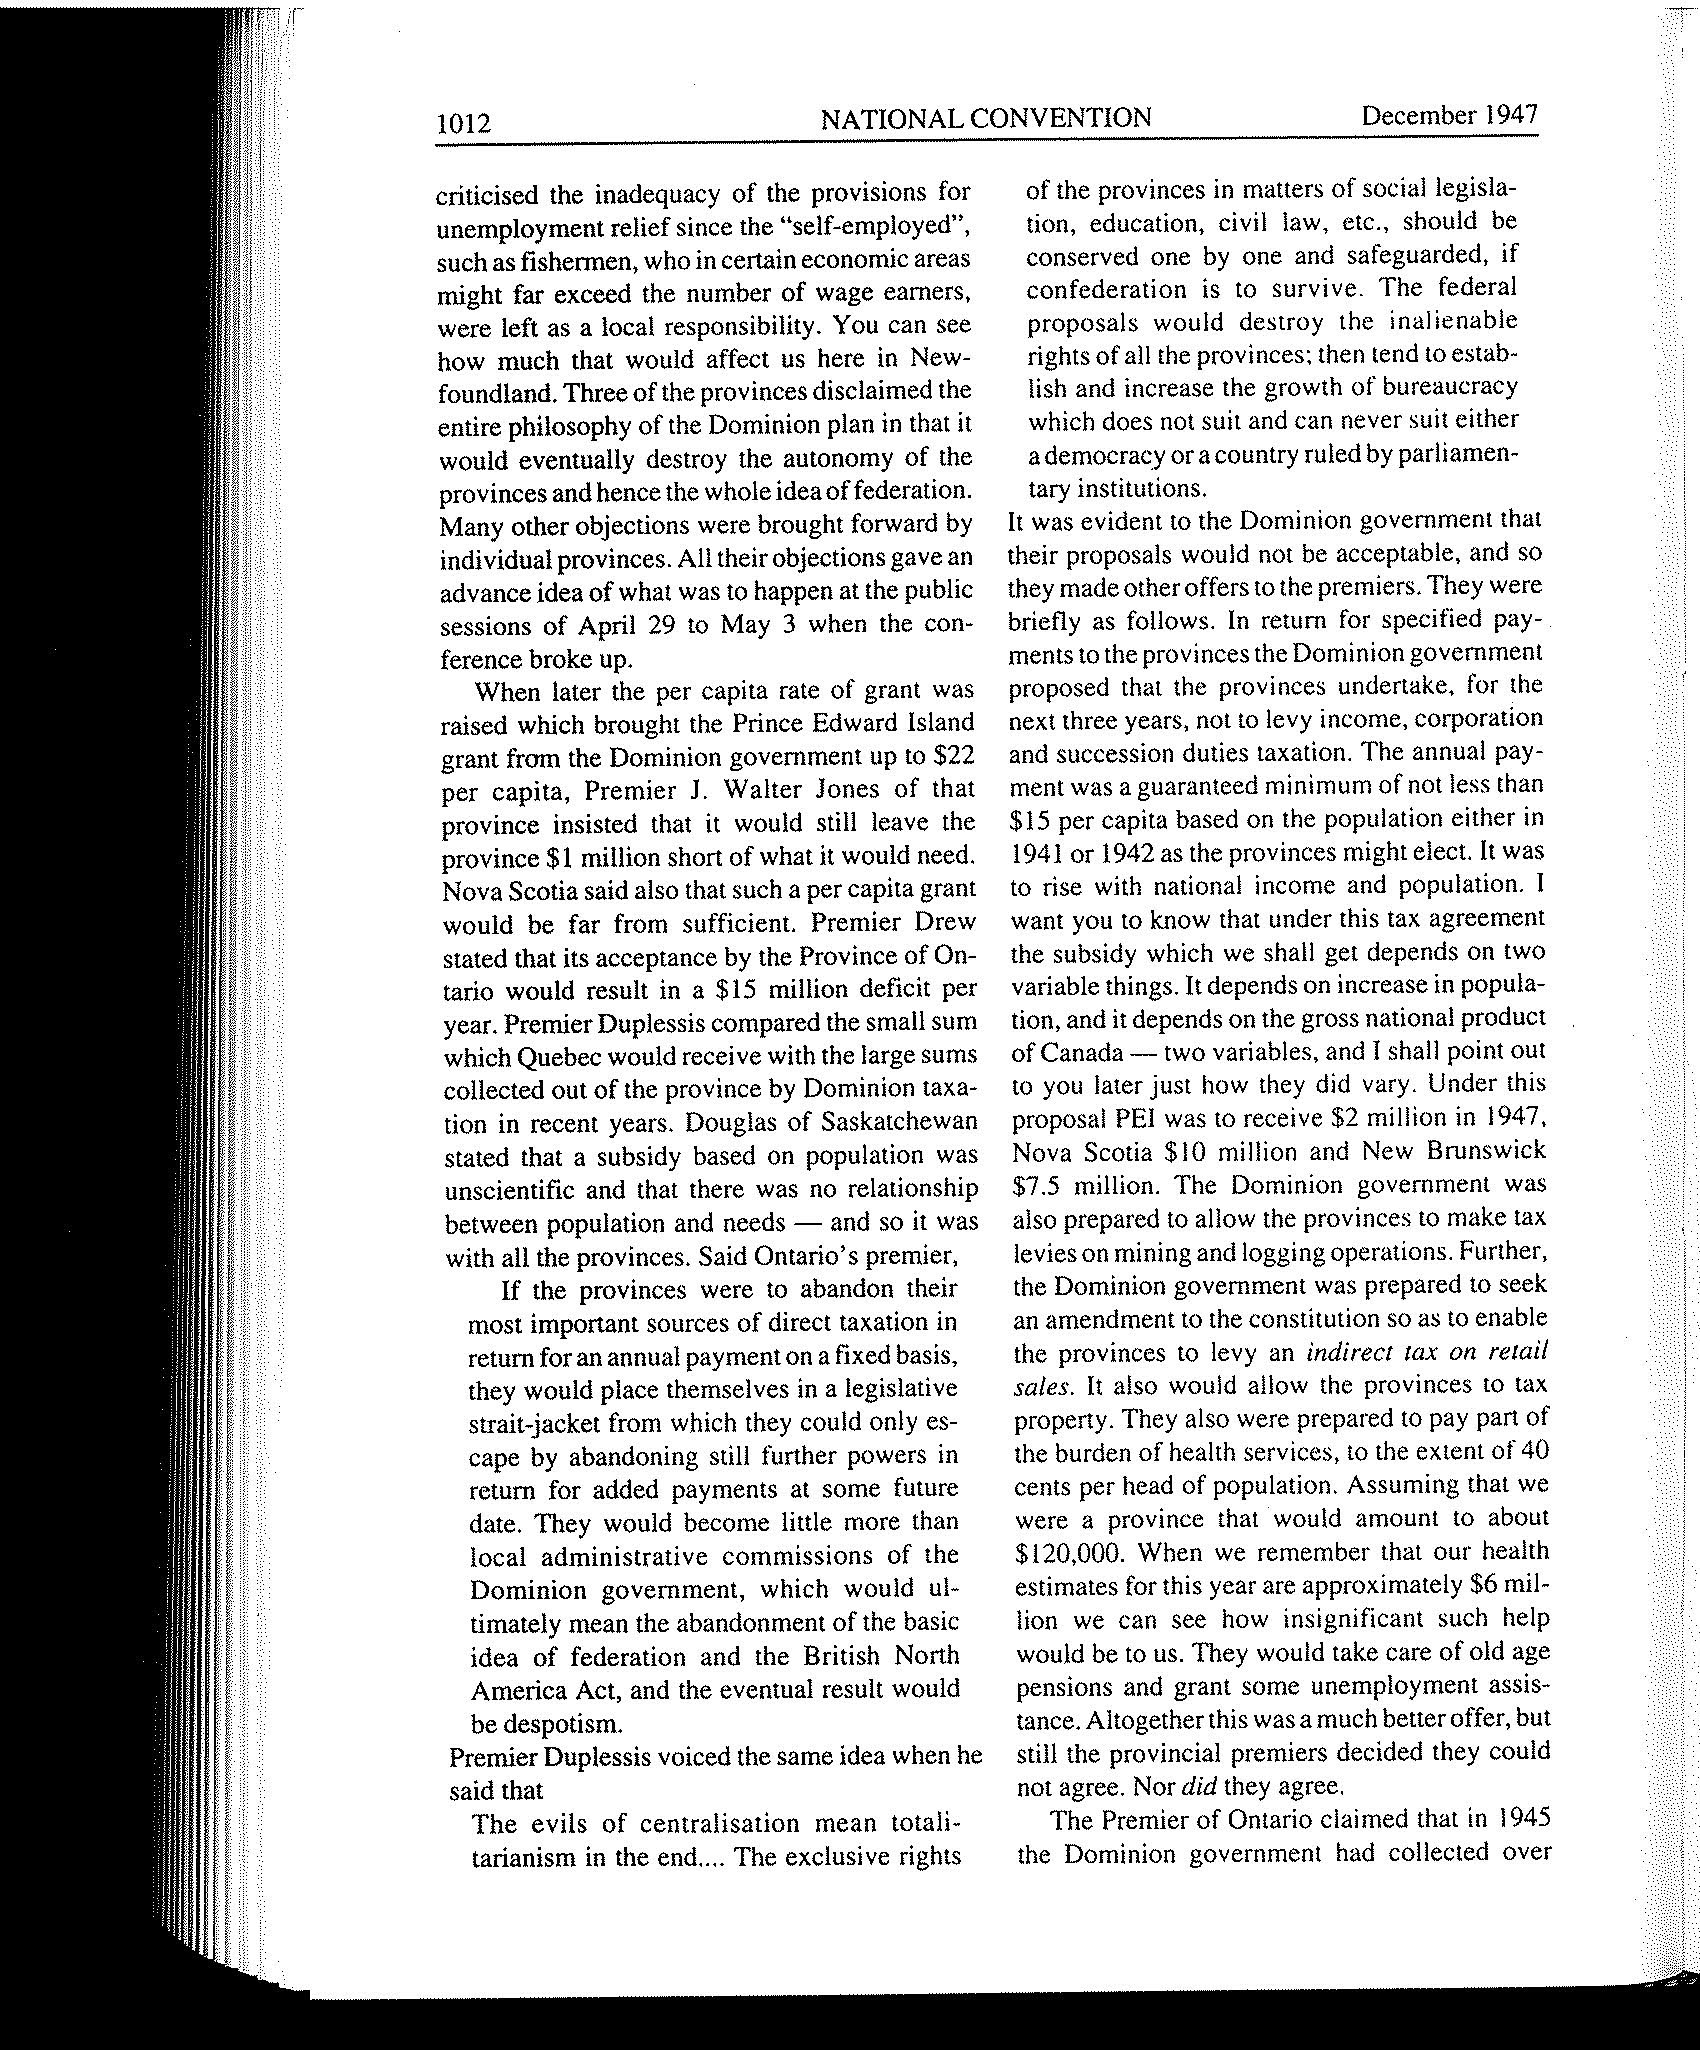 1012 NATIONAL CONVENTION December 1947
criticised the inadequacy of the provisions for
unemployment relief since the "self-employed",
such as fishermen, who in certain economic areas
might far exceed the number of wage earners,
were left as a local responsibility. You can see
how much that would affect us here in New-
foundland. Three of the provinces disclaimed the
entire philosophy of the Dominion plan in that it
would eventually destroy the autonomy of the
provinces and hence the whole idea of federation.
Many other objections were brought forward by
individual provinces. All their objections gave an
advance idea of what was to happen at the public
sessions of April 29 to May 3 when the con-
ference broke up.
When later the per capita rate of grant was
raised which brought the Prince Edward Island
grant from the Dominion government up to $22
per capita, Premier J. Walter Jones of that
province insisted that it would still leave the
province $1 million short of what it would need.
Nova Scotia said also that such a per capita grant
would be far from sufficient. Premier Drew
stated that its acceptance by the Province of On-
tario would result in a $15 million deficit per
year. Premier Duplessis compared the small sum
which Quebec would receive with the large sums
collected out of the province by Dominion taxa-
tion in recent years. Douglas of Saskatchewan
stated that a subsidy based on population was
unscientific and that there was no relationship
between population and needs — and so it was
with all the provinces. Said Ontario's premier,
If the provinces were to abandon their
most important sources of direct taxation in
return for an annual payment on a fixed basis,
they would place themselves in a legislative
strait-jacket from which they could only es-
cape by abandoning still further powers in
return for added payments at some future
date. They would become little more than
local administrative commissions of the
Dominion government, which would ul-
timately mean the abandonment of the basic
idea of federation and the British North
America Act, and the eventual result would
be despotism.
Premier Duplessis voiced the same idea when he
said that
The evils of centralisation mean totali-
tarianism in the end.... The exclusive rights
of the provinces in matters of social legisla-
tion, education, civil law, etc., should be
conserved one by one and safeguarded, if
confederation is to survive. The federal
proposals would destroy the inalienable
rights of all the provinces; then tend to estab-
lish and increase the growth of bureaucracy
which does not suit and can never suit either
a democracy or a country ruled by parliamen-
tary institutions.
It was evident to the Dominion government that
their proposals would not be acceptable, and so
they made other offers to the premiers. They were
briefly as follows. In return for specified pay-
ments to the provinces the Dominion government
proposed that the provinces undertake, for the
next three years, not to levy income, corporation
and succession duties taxation. The annual pay-
ment was a guaranteed minimum of not less than
$15 per capita based on the population either in
1941 or 1942 as the provinces might elect. It was
to rise with national income and population. I
want you to know that under this tax agreement
the subsidy which we shall get depends on two
variable things. It depends on increase in popula-
tion, and it depends on the gross national product
of Canada — two variables, and I shall point out
to you later just how they did vary. Under this
proposal PEI was to receive $2 million in 1947,
Nova Scotia $10 million and New Brunswick
$7.5 million. The Dominion government was
also prepared to allow the provinces to make tax
levies on mining and logging operations. Further,
the Dominion government was prepared to seek
an amendment to the constitution so as to enable
the provinces to levy an indirect tax on retail
sales. It also would allow the provinces to tax
property. They also were prepared to pay part of
the burden of health services, to the extent of 40
cents per head of population. Assuming that we
were a province that would amount to about
$120,000. When we remember that our health
estimates for this year are approximately $6 mil-
lion we can see how insignificant such help
would be to us. They would take care of old age
pensions and grant some unemployment assis-
tance. Altogether this was a much better offer, but
still the provincial premiers decided they could
not agree. Nor did they agree.
The Premier of Ontario claimed that in 1945
the Dominion government had collected over